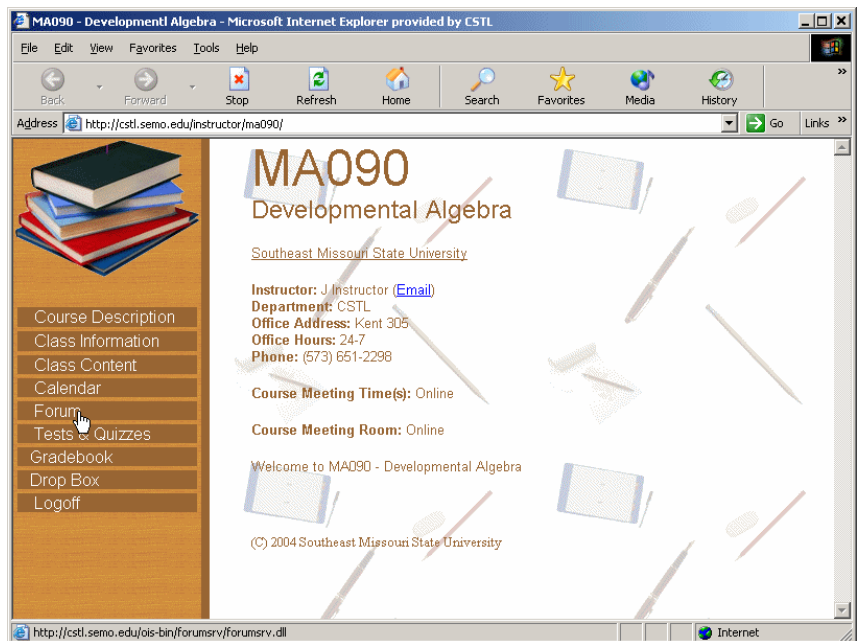 MA090 - Developmentl Algebra - Microsoft Internet Explorer provided by CSTL
File Edit View Favorites Tools Help
Back Forward Stop Refresh Home Search Favorites Media History »
Address http://cstl.semo.edu/instructor/ma090/ Go Links »
MA090
Developmental Algebra
Southeast Missouri State University
Instructor: J Instructor (Email)
Department: CSTL
Office Address: Kent 305
Office Hours: 24-7
Phone: (573) 651-2298
Course Meeting Time(s): Online
Course Meeting Room: Online
Welcome to MA090 - Developmental Algebra
(C) 2004 Southeast Missouri State University
Course Description
Class Information
Class Content
Calendar
Forum
Tests & Quizzes
Gradebook
Drop Box
Logoff
http://cstl.semo.edu/ois-bin/forumsrv/forumsrv.dll Internet